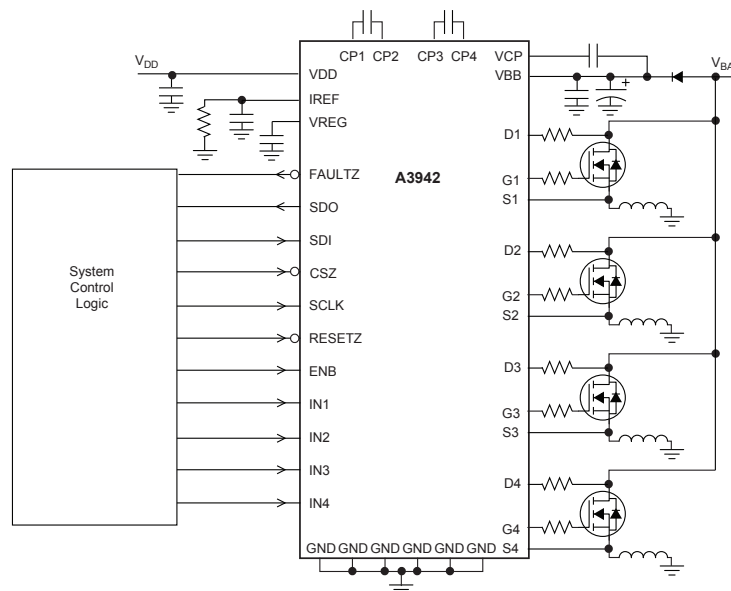 CP1 CP2 CP3 CP4
VDD
VDD
IREF
VREG
VCP
VBB
VBA
A3942
System
Control
Logic
FAULTZ
SDO
SDI
CSZ
SCLK
RESETZ
ENB
IN1
IN2
IN3
IN4
D1
G1
S1
D2
G2
S2
D3
G3
S3
D4
G4
S4
GND GND GND GND GND GND